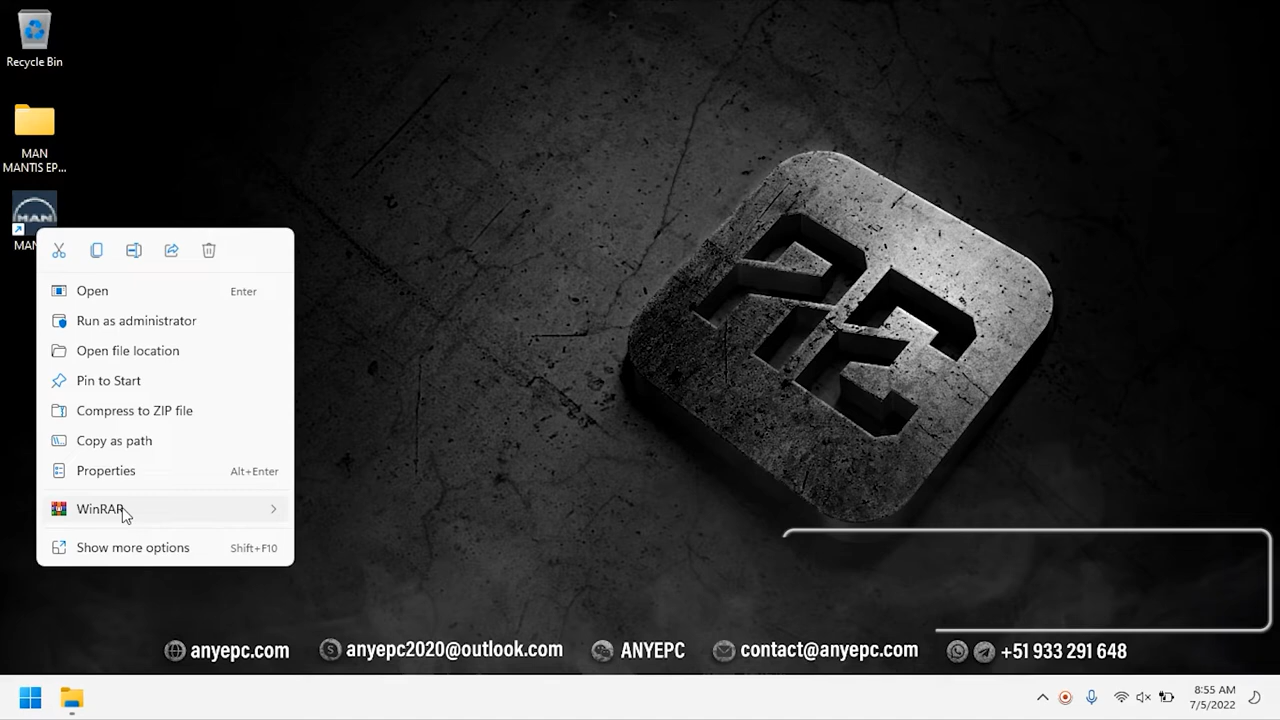 Recycle Bin
MAN
MANTIS EP...
MAN
MAN
Open Enter
Run as administrator
Open file location
Pin to Start
Compress to ZIP file
Copy as path
Properties Alt+Enter
WinRAR
Show more options Shift+F10
anyepc.com anyepc2020@outlook.com ANYEPC contact@anyepc.com +51 933 291 648
8:55 AM
7/5/2022